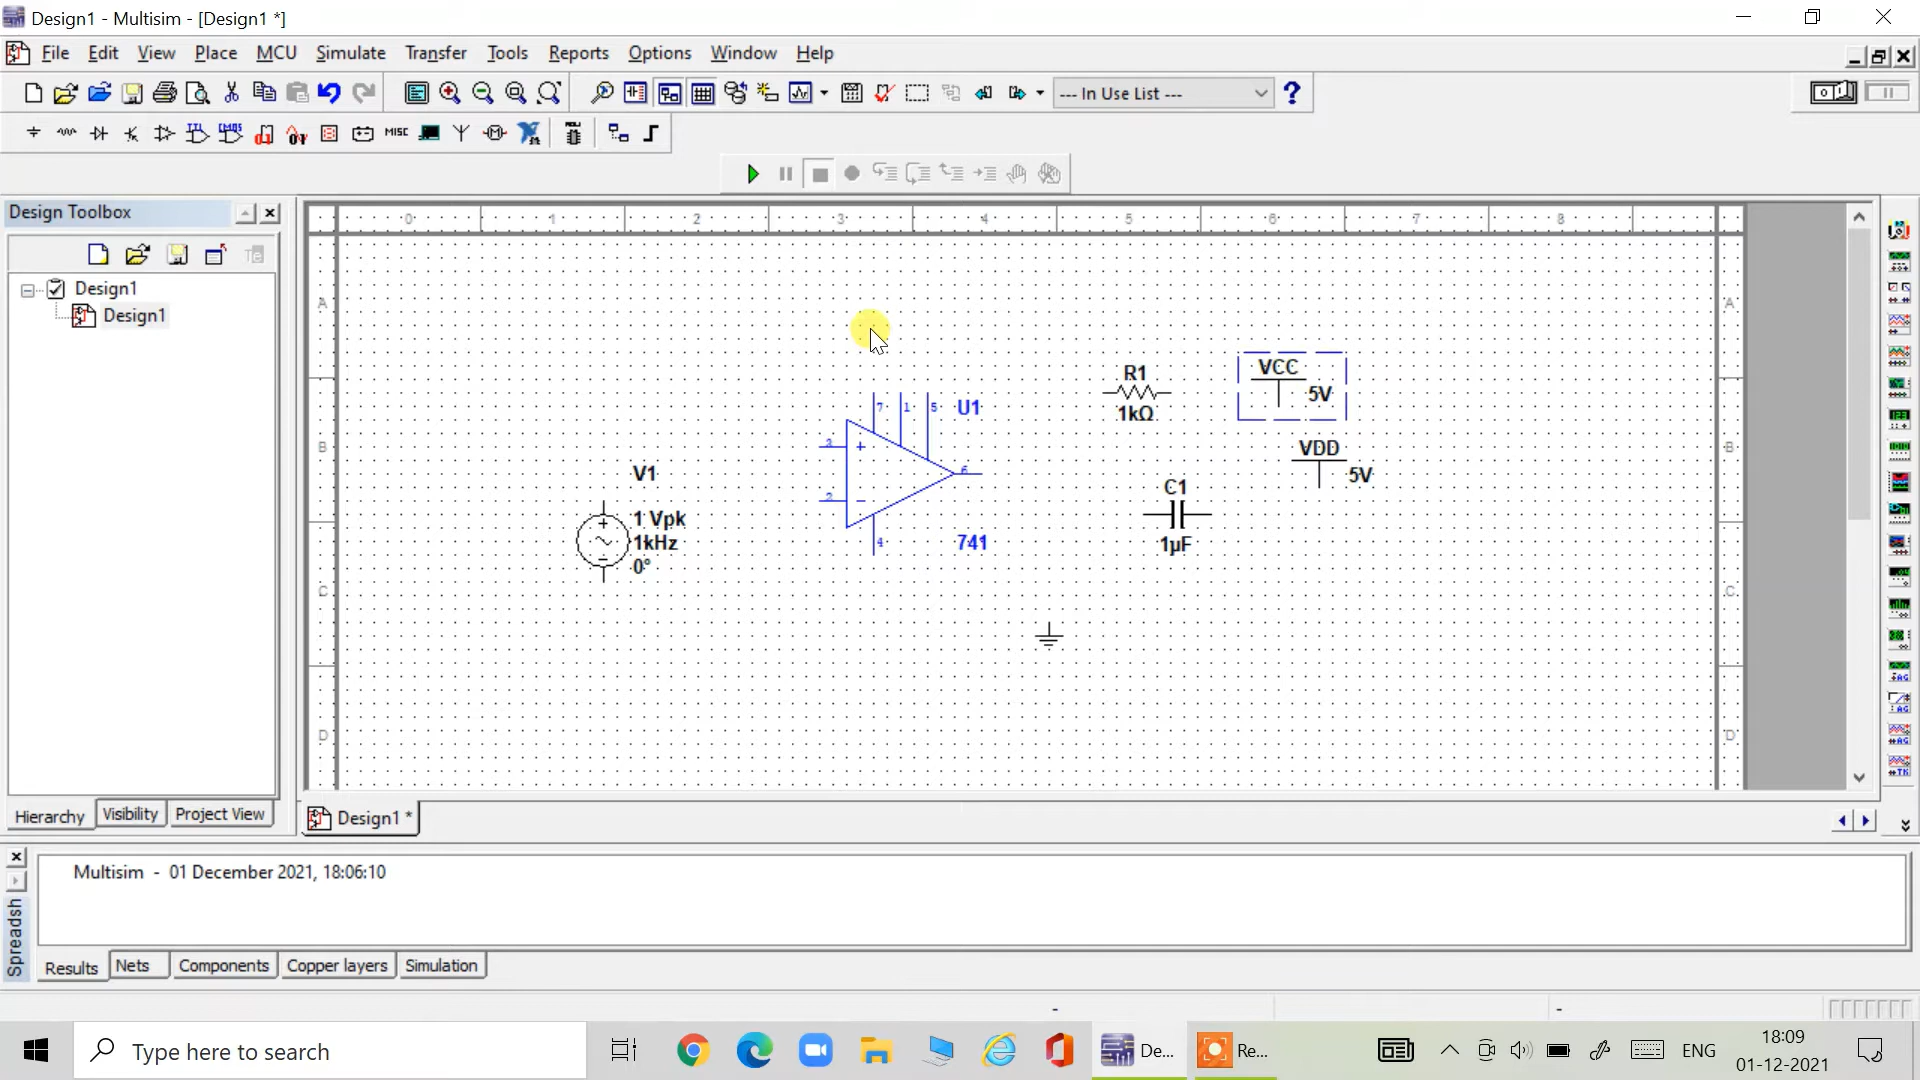 Design1 - Multisim - [Design1 *]
File Edit View Place MCU Simulate Transfer Tools Reports Options Window Help
--- In Use List ---
MISC
Design Toolbox
Design1
Design1
0 1 2 3 4 5 6 7 8
A A
VCC
R1
5V
1kΩ
7 1 5 U1
3 +
B B
VDD
V1
6
5V
C1
2 −
1 Vpk
1kHz
4 741
1µF
0°
C C
D D
Hierarchy Visibility Project View
Design1 *
Multisim - 01 December 2021, 18:06:10
Spreadsh
Results Nets Components Copper layers Simulation
Type here to search
De...
Re...
ENG
18:09
01-12-2021